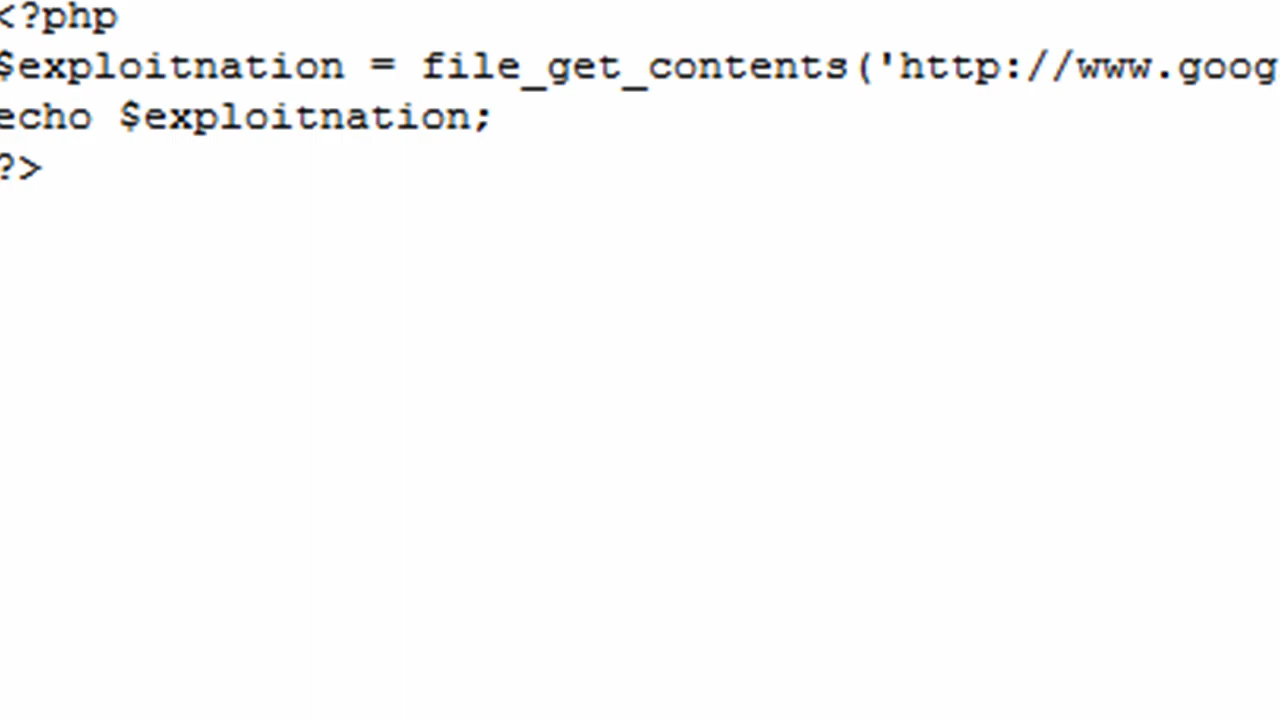 <?php
$exploitnation = file_get_contents('http://www.goog
echo $exploitnation;
?>